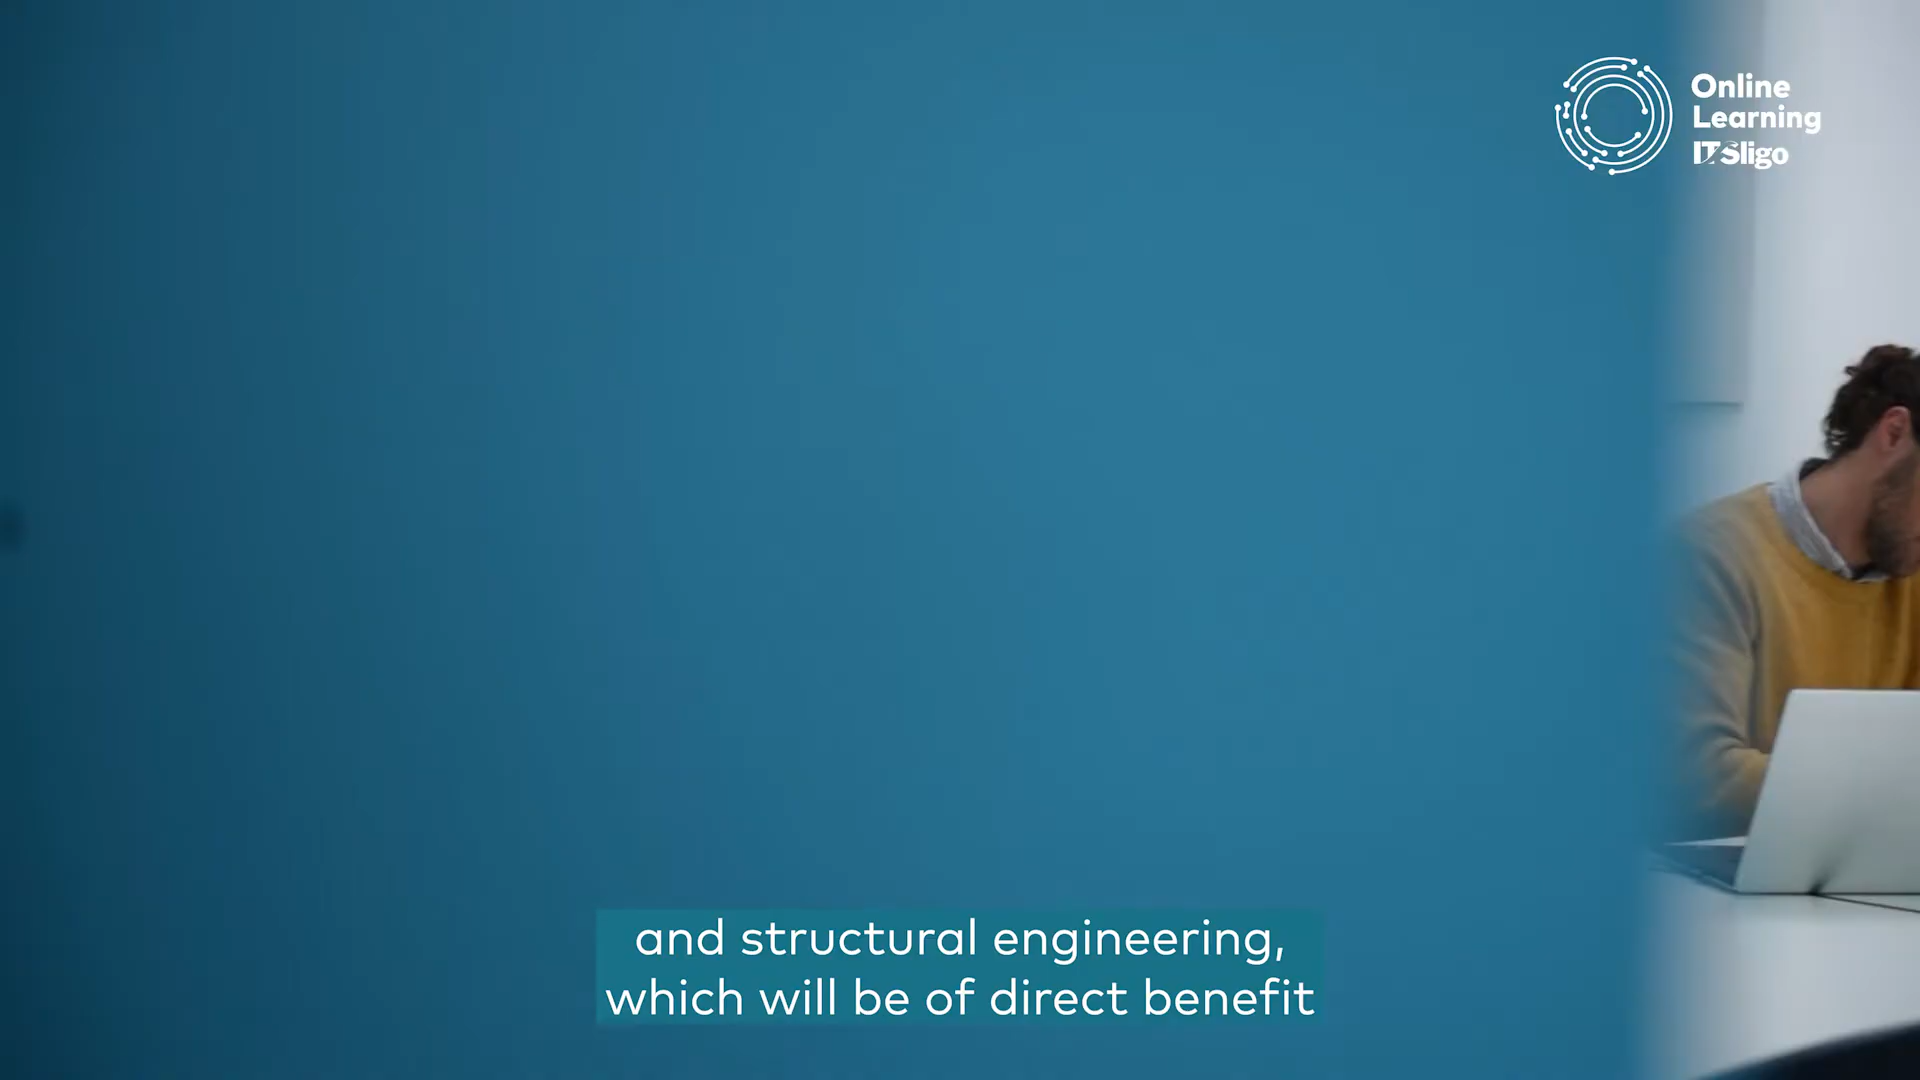 Online
Learning
IT Sligo
and structural engineering,
which will be of direct benefit